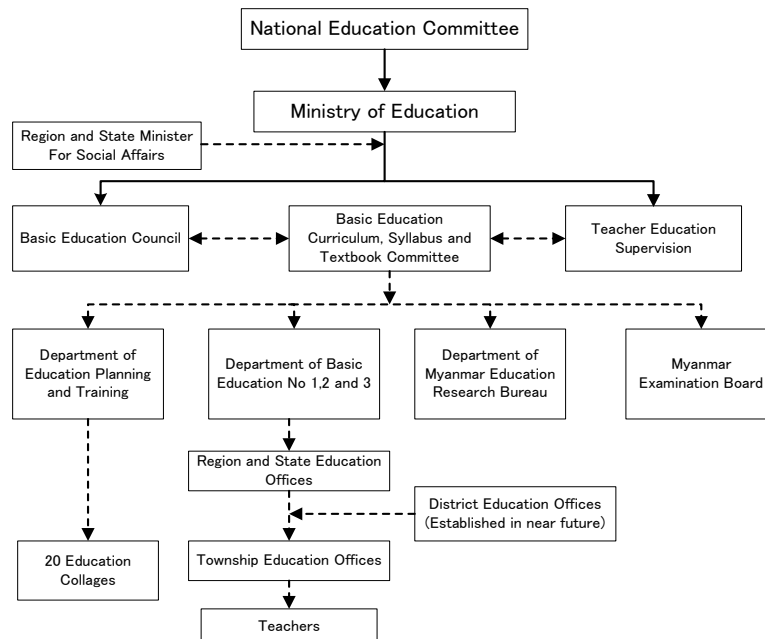 National Education Committee
Ministry of Education
Region and State Minister
For Social Affairs
Basic Education Council
Basic Education
Curriculum, Syllabus and
Textbook Committee
Teacher Education
Supervision
Department of
Education Planning
and Training
Department of Basic
Education No 1,2 and 3
Department of
Myanmar Education
Research Bureau
Myanmar
Examination Board
Region and State Education
Offices
District Education Offices
(Established in near future)
20 Education
Collages
Township Education Offices
Teachers